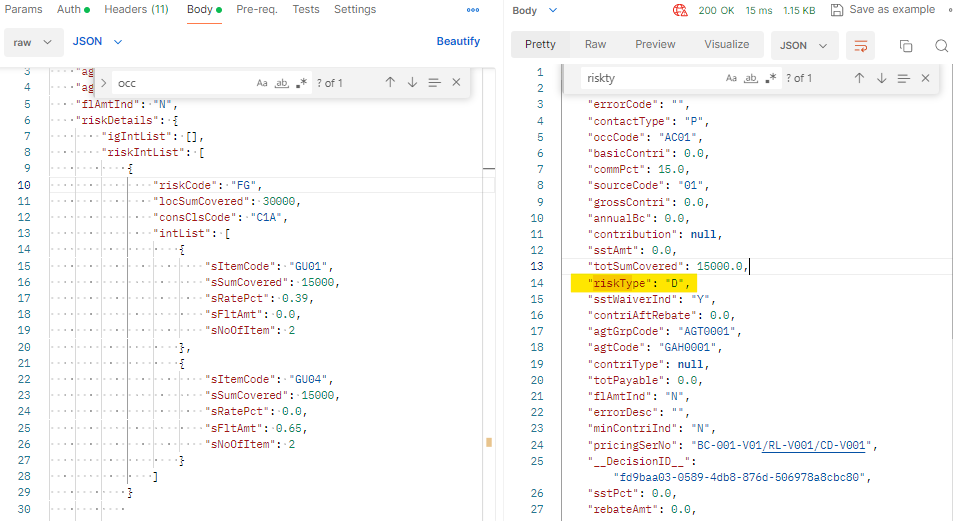 Params Auth Headers (11) Body Pre-req. Tests Settings
raw JSON Beautify
occ Aa ab ? of 1
3 "ag
4 "ag
5 "flAmtInd": "N",
6 "riskDetails": {
7 "igIntList": [],
8 "riskIntList": [
9 {
10 "riskCode": "FG",
11 "locSumCovered": 30000,
12 "consClsCode": "C1A",
13 "intList": [
14 {
15 "sItemCode": "GU01",
16 "sSumCovered": 15000,
17 "sRatePct": 0.39,
18 "sFltAmt": 0.0,
19 "sNoOfItem": 2
20 },
21 {
22 "sItemCode": "GU04",
23 "sSumCovered": 15000,
24 "sRatePct": 0.0,
25 "sFltAmt": 0.65,
26 "sNoOfItem": 2
27 }
28 ]
29 }
30
Body 200 OK 15 ms 1.15 KB Save as example
Pretty Raw Preview Visualize JSON
riskty Aa ab ? of 1
1
2
3 "errorCode": "",
4 "contactType": "P",
5 "occCode": "AC01",
6 "basicContri": 0.0,
7 "commPct": 15.0,
8 "sourceCode": "01",
9 "grossContri": 0.0,
10 "annualBc": 0.0,
11 "contribution": null,
12 "sstAmt": 0.0,
13 "totSumCovered": 15000.0,
14 "riskType": "D",
15 "sstWaiverInd": "Y",
16 "contriAftRebate": 0.0,
17 "agtGrpCode": "AGT0001",
18 "agtCode": "GAH0001",
19 "contriType": null,
20 "totPayable": 0.0,
21 "flAmtInd": "N",
22 "errorDesc": "",
23 "minContriInd": "N",
24 "pricingSerNo": "BC-001-V01/RL-V001/CD-V001",
25 "__DecisionID__":
"fd9baa03-0589-4db8-876d-506978a8cbc80",
26 "sstPct": 0.0,
27 "rebateAmt": 0.0,